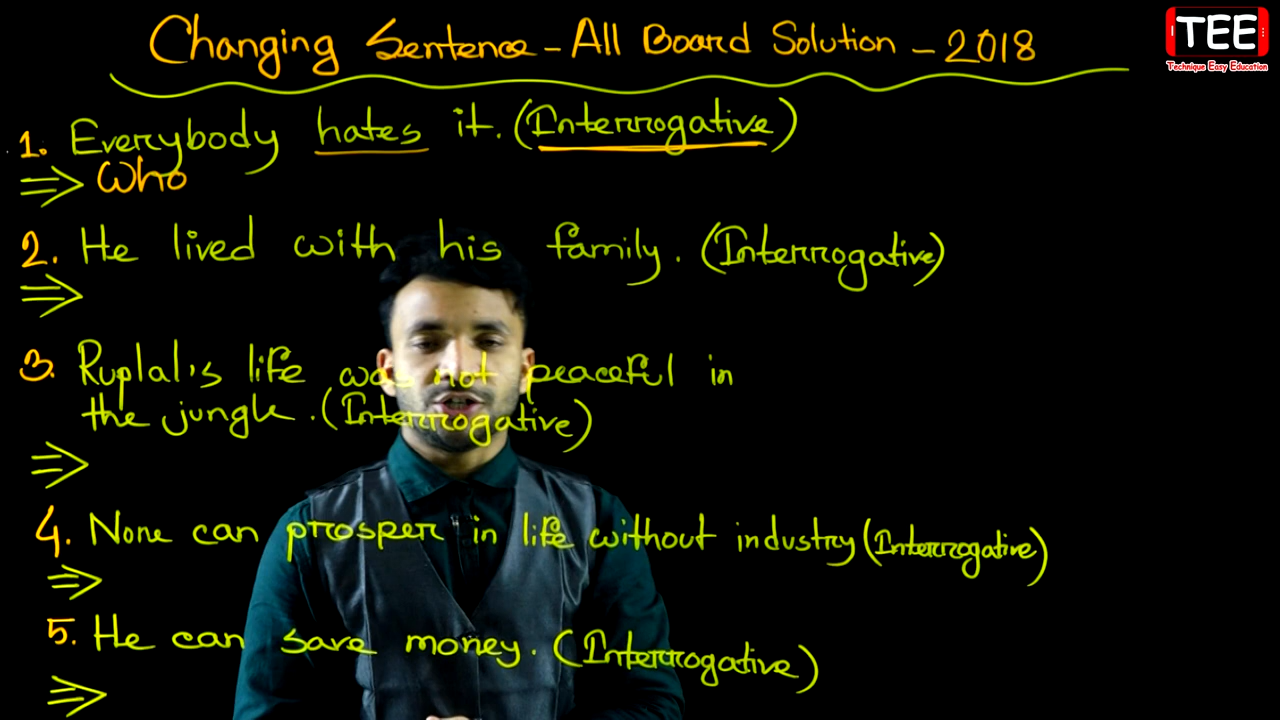 Changing Sentence - All Board Solution - 2018
TEE
Technique Easy Education
1. Everybody hates it. (Interrogative)
⇒ Who
2. He lived with his family. (Interrogative)
⇒
3. Ruplal's life was not peaceful in
the jungle. (Interrogative)
⇒
4. None can prosper in life without industry (Interrogative)
⇒
5. He can save money. (Interrogative)
⇒